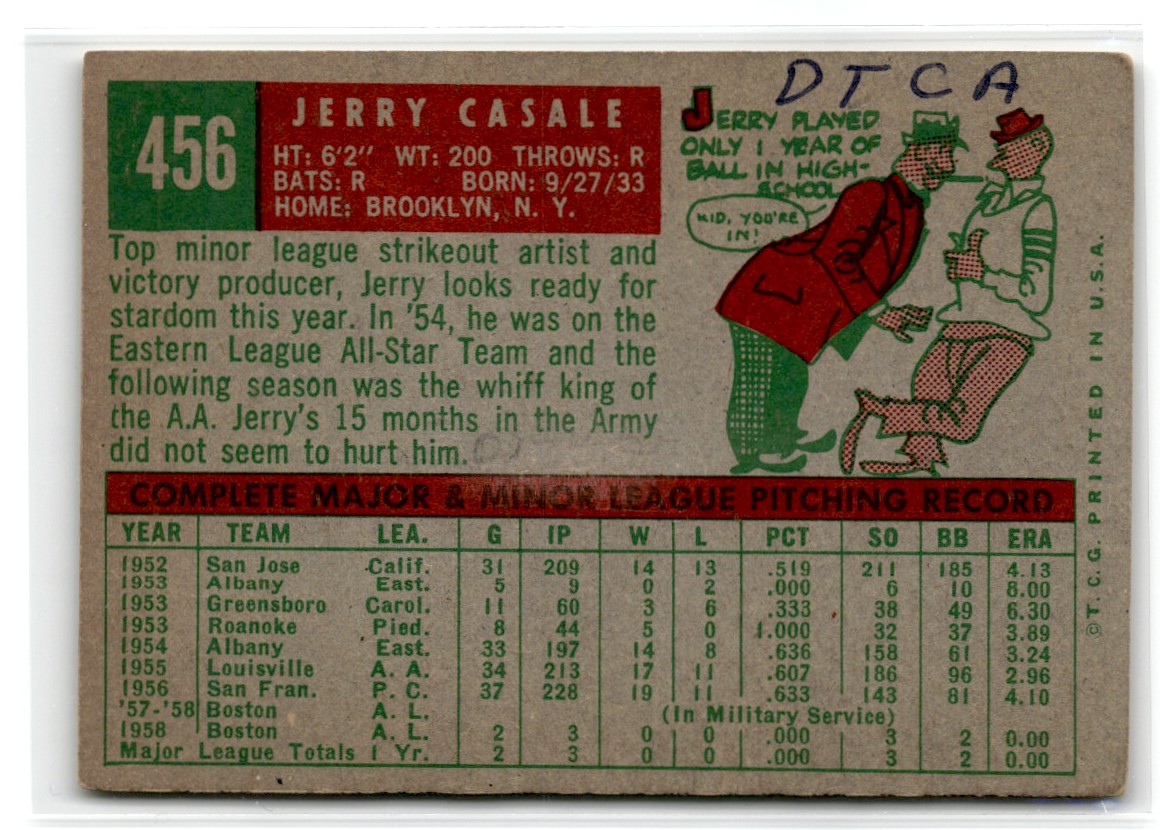 DTCA
456
JERRY CASALE
HT: 6'2" WT: 200 THROWS: R
BATS: R BORN: 9/27/33
HOME: BROOKLYN, N. Y.
JERRY PLAYED
ONLY 1 YEAR OF
BALL IN HIGH-
SCHOOL
KID, YOU'RE
IN!
Top minor league strikeout artist and
victory producer, Jerry looks ready for
stardom this year. In '54, he was on the
Eastern League All-Star Team and the
following season was the whiff king of
the A.A. Jerry's 15 months in the Army
did not seem to hurt him.
COMPLETE MAJOR & MINOR LEAGUE PITCHING RECORD
YEAR TEAM LEA. G IP W L PCT SO BB ERA
1952 San Jose Calif. 31 209 14 13 .519 211 185 4.13
1953 Albany East. 5 9 0 2 .000 6 10 8.00
1953 Greensboro Carol. 11 60 3 6 .333 38 49 6.30
1953 Roanoke Pied. 8 44 5 0 1.000 32 37 3.89
1954 Albany East. 33 197 14 8 .636 158 61 3.24
1955 Louisville A. A. 34 213 17 11 .607 186 96 2.96
1956 San Fran. P. C. 37 228 19 11 .633 143 81 4.10
'57-'58 Boston A. L. (In Military Service)
1958 Boston A. L. 2 3 0 0 .000 3 2 0.00
Major League Totals 1 Yr. 2 3 0 0 .000 3 2 0.00
©T.C.G. PRINTED IN U.S.A.